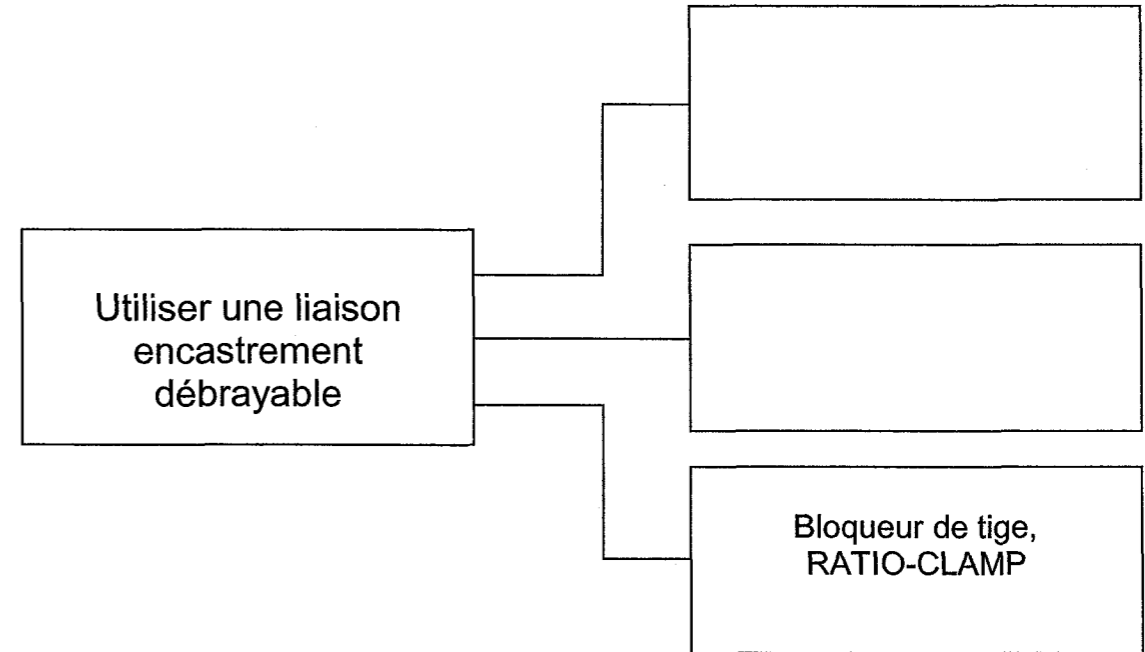 Utiliser une liaison
encastrement
débrayable
Bloqueur de tige,
RATIO-CLAMP